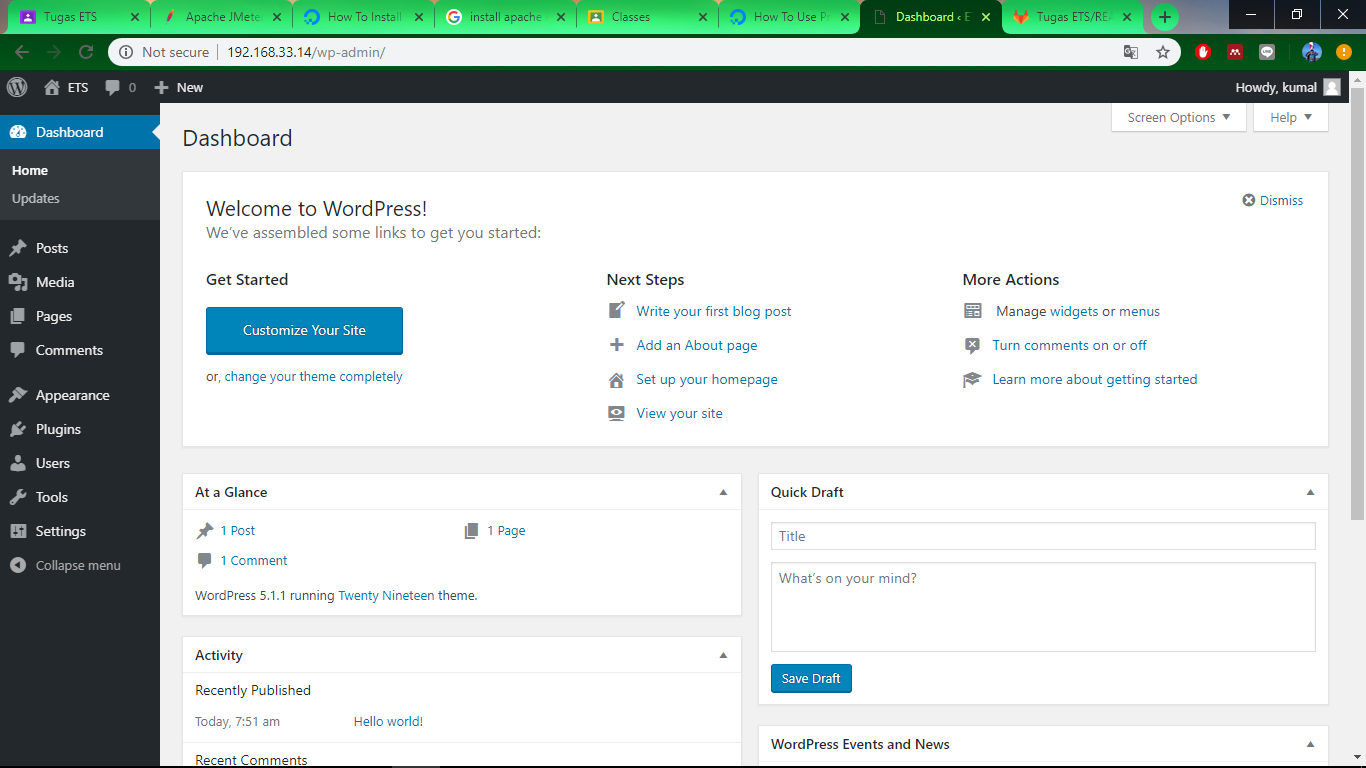 Tugas ETS
Apache JMete
How To Install
install apache
Classes
How To Use Pr
Dashboard ‹ E
Tugas ETS/REA
Not secure
192.168.33.14/wp-admin/
ETS
0
New
Howdy, kumal
Dashboard
Home
Updates
Posts
Media
Pages
Comments
Appearance
Plugins
Users
Tools
Settings
Collapse menu
Dashboard
Screen Options
Help
Welcome to WordPress!
Dismiss
We've assembled some links to get you started:
Get Started
Customize Your Site
or, change your theme completely
Next Steps
Write your first blog post
Add an About page
Set up your homepage
View your site
More Actions
Manage widgets or menus
Turn comments on or off
Learn more about getting started
At a Glance
1 Post
1 Page
1 Comment
WordPress 5.1.1 running Twenty Nineteen theme.
Activity
Recently Published
Today, 7:51 am
Hello world!
Recent Comments
Quick Draft
Title
What's on your mind?
Save Draft
WordPress Events and News